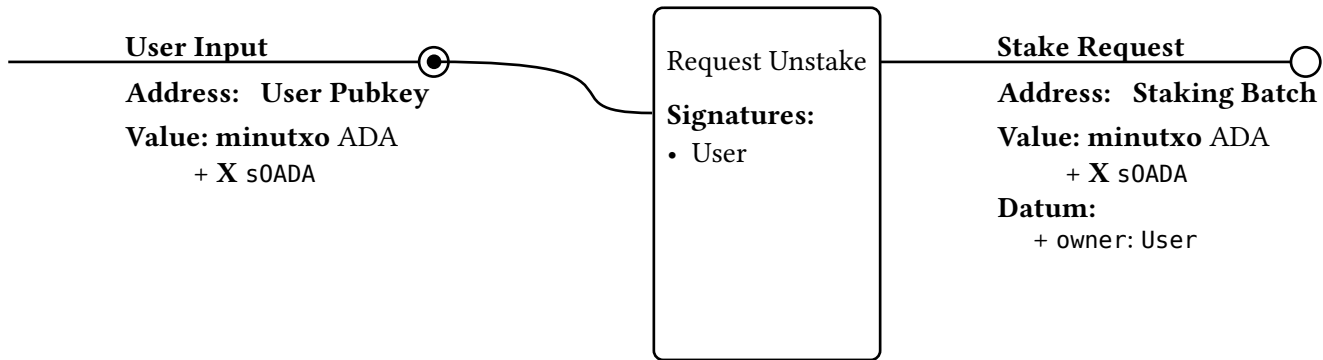 User Input
Address: User Pubkey
Value: minutxo ADA
+ X sOADA
Request Unstake
Signatures:
• User
Stake Request
Address: Staking Batch
Value: minutxo ADA
+ X sOADA
Datum:
+ owner: User